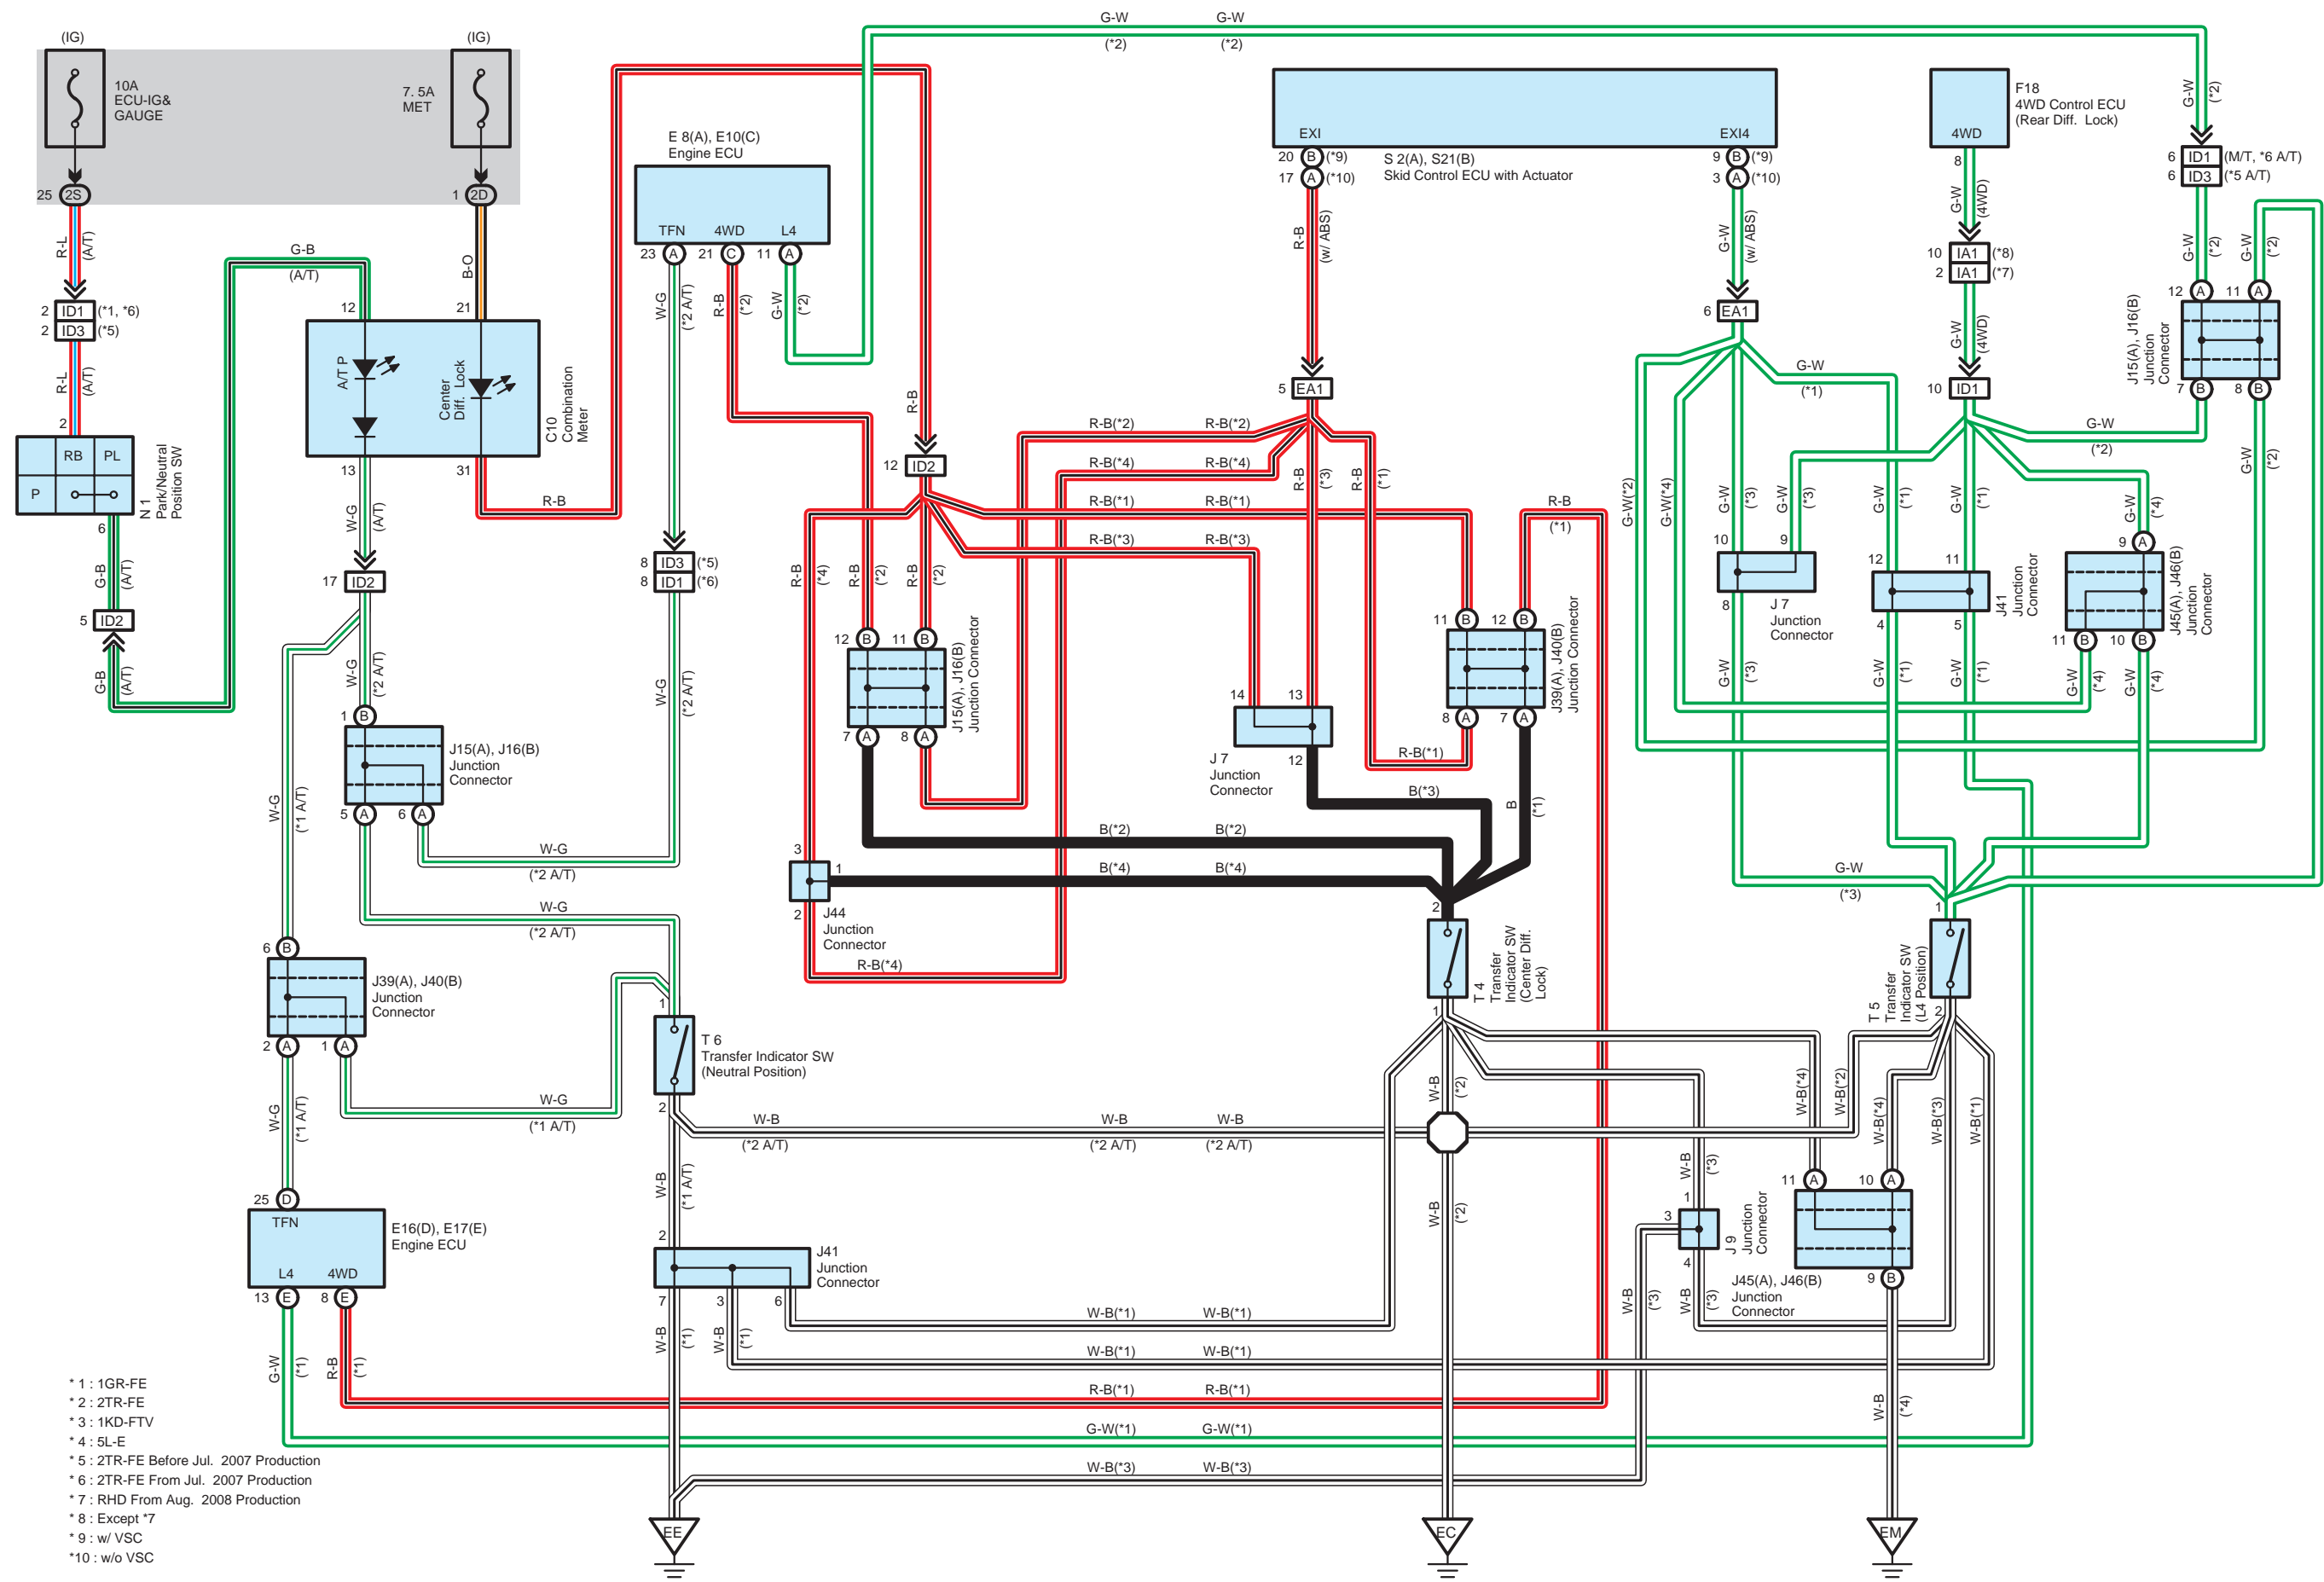 (IG)
10A
ECU-IG&
GAUGE
25 2S
R-L
(A/T)
2 ID1 (*1, *6)
2 ID3 (*5)
R-L
(A/T)
2
RB PL
P
N 1
Park/Neutral
Position SW
6
G-B
(A/T)
5 ID2
G-B
(A/T)
(IG)
7. 5A
MET
1 2D
B-O
G-B
(A/T)
12 21
A/T P
Center
Diff. Lock
C10
Combination
Meter
13 31
R-B
W-G
(A/T)
17 ID2
W-G
(*2 A/T)
1 B
J15(A), J16(B)
Junction
Connector
5 A 6 A
W-G
(*2 A/T)
W-G
(*2 A/T)
W-G
(*1 A/T)
6 B
J39(A), J40(B)
Junction
Connector
2 A 1 A
W-G
(*1 A/T)
W-G
(*1 A/T)
25 D
TFN
L4 4WD
E16(D), E17(E)
Engine ECU
13 E 8 E
G-W
(*1)
R-B
(*1)
E 8(A), E10(C)
Engine ECU
TFN 4WD L4
23 A 21 C 11 A
W-G
(*2 A/T)
R-B
(*2)
G-W
(*2)
8 ID3 (*5)
8 ID1 (*6)
W-G
(*2 A/T)
G-W G-W
(*2) (*2)
R-B
12 ID2
R-B
(*4)
R-B
(*2)
R-B
(*2)
12 B 11 B
J15(A), J16(B)
Junction Connector
7 A 8 A
3
1
2
J44
Junction
Connector
R-B(*4)
R-B(*2) R-B(*2)
R-B(*4) R-B(*4)
R-B(*1) R-B(*1)
R-B(*3) R-B(*3)
EXI EXI4
20 B (*9)
17 A (*10)
S 2(A), S21(B)
Skid Control ECU with Actuator
9 B (*9)
3 A (*10)
R-B
(w/ ABS)
5 EA1
R-B
(*3)
R-B
(*1)
14 13
12
J 7
Junction
Connector
B(*3)
B(*2) B(*2)
B(*4) B(*4)
R-B
(*1)
11 B 12 B
J39(A), J40(B)
Junction Connector
8 A 7 A
R-B(*1)
B
(*1)
2
T 4
Transfer
Indicator SW
(Center Diff.
Lock)
1
G-W
(w/ ABS)
6 EA1
G-W
(*1)
G-W(*2)
G-W(*4)
G-W
(*3)
G-W
(*3)
10 9
8
J 7
Junction
Connector
G-W
(*3)
F18
4WD Control ECU
(Rear Diff. Lock)
4WD
8
G-W
(4WD)
10 IA1 (*8)
2 IA1 (*7)
G-W
(4WD)
10 ID1
G-W
(*2)
G-W
(*1)
G-W
(*1)
12 11
4 5
J41
Junction
Connector
G-W
(*1)
G-W
(*1)
G-W
(*4)
9 A
J45(A), J46(B)
Junction
Connector
11 B 10 B
G-W
(*4)
G-W
(*4)
G-W
(*2)
6 ID1 (M/T, *6 A/T)
6 ID3 (*5 A/T)
G-W
(*2)
G-W
(*2)
12 A 11 A
J15(A), J16(B)
Junction
Connector
7 B 8 B
G-W
(*2)
G-W
(*3)
1
T 5
Transfer
Indicator SW
(L4 Position)
2
1
T 6
Transfer Indicator SW
(Neutral Position)
2
W-B W-B W-B
(*2 A/T) (*2 A/T) (*2 A/T)
W-B
(*1 A/T)
2
J41
Junction
Connector
7 3 6
W-B
(*1)
W-B
(*1)
W-B(*1) W-B(*1)
W-B(*1) W-B(*1)
R-B(*1) R-B(*1)
G-W(*1) G-W(*1)
W-B(*3) W-B(*3)
W-B
(*2)
W-B
(*2)
W-B(*4)
W-B(*2)
W-B(*4)
W-B(*3)
W-B(*1)
W-B
(*3)
1
3
4
J 9
Junction
Connector
W-B
(*3)
W-B
(*3)
11 A 10 A
J45(A), J46(B)
Junction
Connector
9 B
W-B
(*4)
* 1 : 1GR-FE
* 2 : 2TR-FE
* 3 : 1KD-FTV
* 4 : 5L-E
* 5 : 2TR-FE Before Jul. 2007 Production
* 6 : 2TR-FE From Jul. 2007 Production
* 7 : RHD From Aug. 2008 Production
* 8 : Except *7
* 9 : w/ VSC
*10 : w/o VSC
EE EC EM